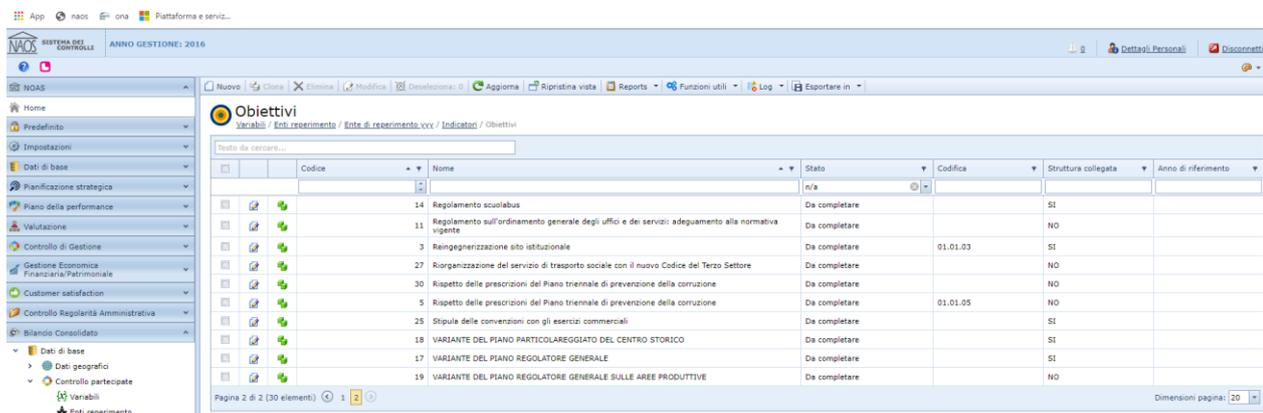 App naos ona Piattaforma e serviz...
NAOS SISTEMA DEI CONTROLLI ANNO GESTIONE: 2016 0 Dettagli Personali Disconnetti
NOAS
Home
Predefinito
Impostazioni
Dati di base
Pianificazione strategica
Piano della performance
Valutazione
Controllo di Gestione
Gestione Economica
Finanziaria/Patrimoniale
Customer satisfaction
Controllo Regolarità Amministrativa
Bilancio Consolidato
Dati di base
Dati geografici
Controllo partecipate
Variabili
Enti reperimento
Nuovo Clona Elimina Modifica Deseleziona: 0 Aggiorna Ripristina vista Reports Funzioni utili Log Esportare in
Obiettivi
Variabili / Enti reperimento / Ente di reperimento yyy / Indicatori / Obiettivi
Testo da cercare...
Codice Nome Stato Codifica Struttura collegata Anno di riferimento
n/a
14 Regolamento scuolabus Da completare SI
11 Regolamento sull'ordinamento generale degli uffici e dei servizi: adeguamento alla normativa vigente Da completare NO
3 Reingegnerizzazione sito istituzionale Da completare 01.01.03 SI
27 Riorganizzazione del servizio di trasporto sociale con il nuovo Codice del Terzo Settore Da completare NO
30 Rispetto delle prescrizioni del Piano triennale di prevenzione della corruzione Da completare NO
5 Rispetto delle prescrizioni del Piano triennale di prevenzione della corruzione Da completare 01.01.05 NO
25 Stipula delle convenzioni con gli esercizi commerciali Da completare SI
18 VARIANTE DEL PIANO PARTICOLAREGGIATO DEL CENTRO STORICO Da completare SI
17 VARIANTE DEL PIANO REGOLATORE GENERALE Da completare SI
19 VARIANTE DEL PIANO REGOLATORE GENERALE SULLE AREE PRODUTTIVE Da completare NO
Pagina 2 di 2 (30 elementi) 1 2 Dimensioni pagina: 20